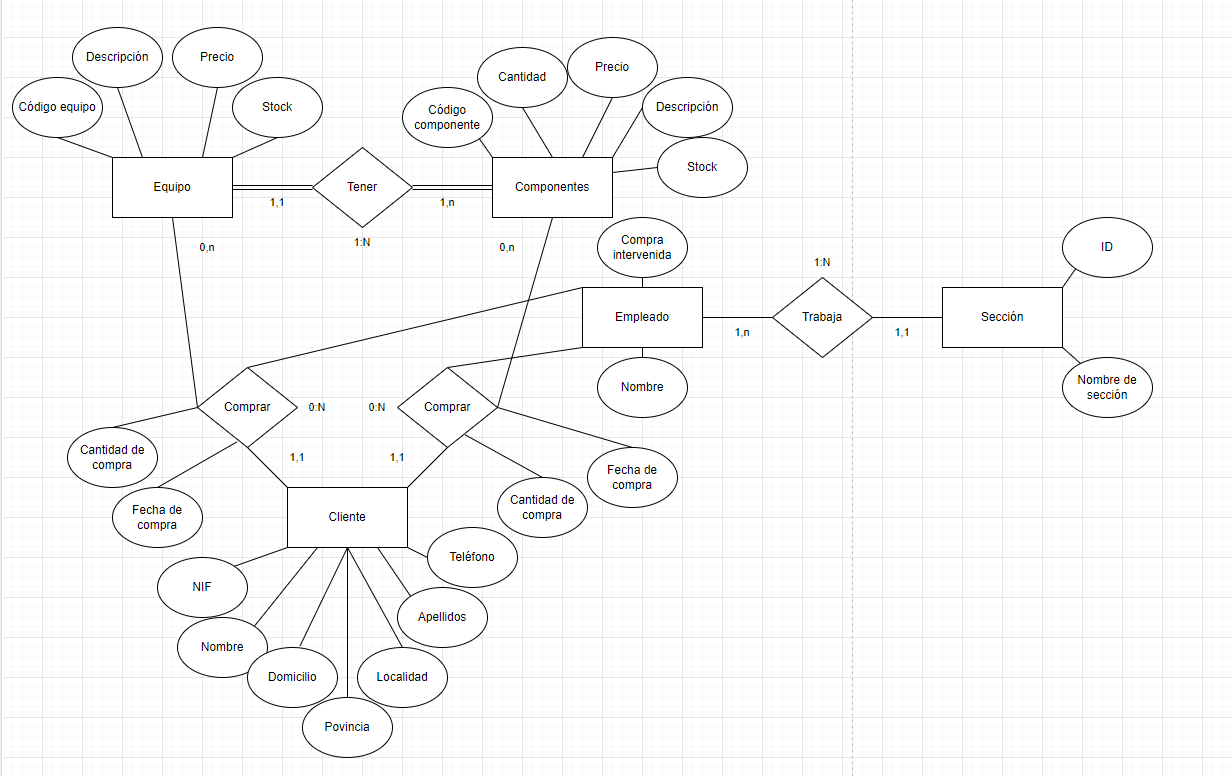 Descripción
Precio
Código equipo
Stock
Cantidad
Precio
Código
componente
Descripción
Stock
Equipo
Tener
Componentes
1,1
1,n
1:N
0,n
0,n
Compra
intervenida
ID
1:N
Empleado
Trabaja
Sección
1,n
1,1
Nombre
Nombre de
sección
Comprar
0:N
0:N
Comprar
Cantidad de
compra
1,1
1,1
Fecha de
compra
Fecha de
compra
Cantidad de
compra
Cliente
Teléfono
NIF
Apellidos
Nombre
Domicilio
Localidad
Povincia